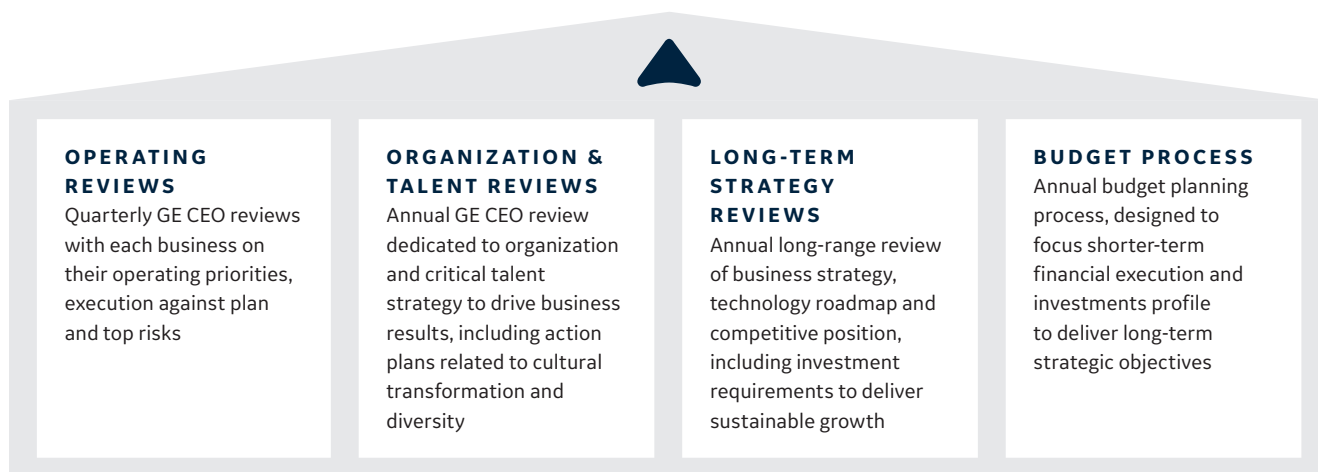 OPERATING
REVIEWS
Quarterly GE CEO reviews
with each business on
their operating priorities,
execution against plan
and top risks
ORGANIZATION &
TALENT REVIEWS
Annual GE CEO review
dedicated to organization
and critical talent
strategy to drive business
results, including action
plans related to cultural
transformation and
diversity
LONG-TERM
STRATEGY
REVIEWS
Annual long-range review
of business strategy,
technology roadmap and
competitive position,
including investment
requirements to deliver
sustainable growth
BUDGET PROCESS
Annual budget planning
process, designed to
focus shorter-term
financial execution and
investments profile
to deliver long-term
strategic objectives